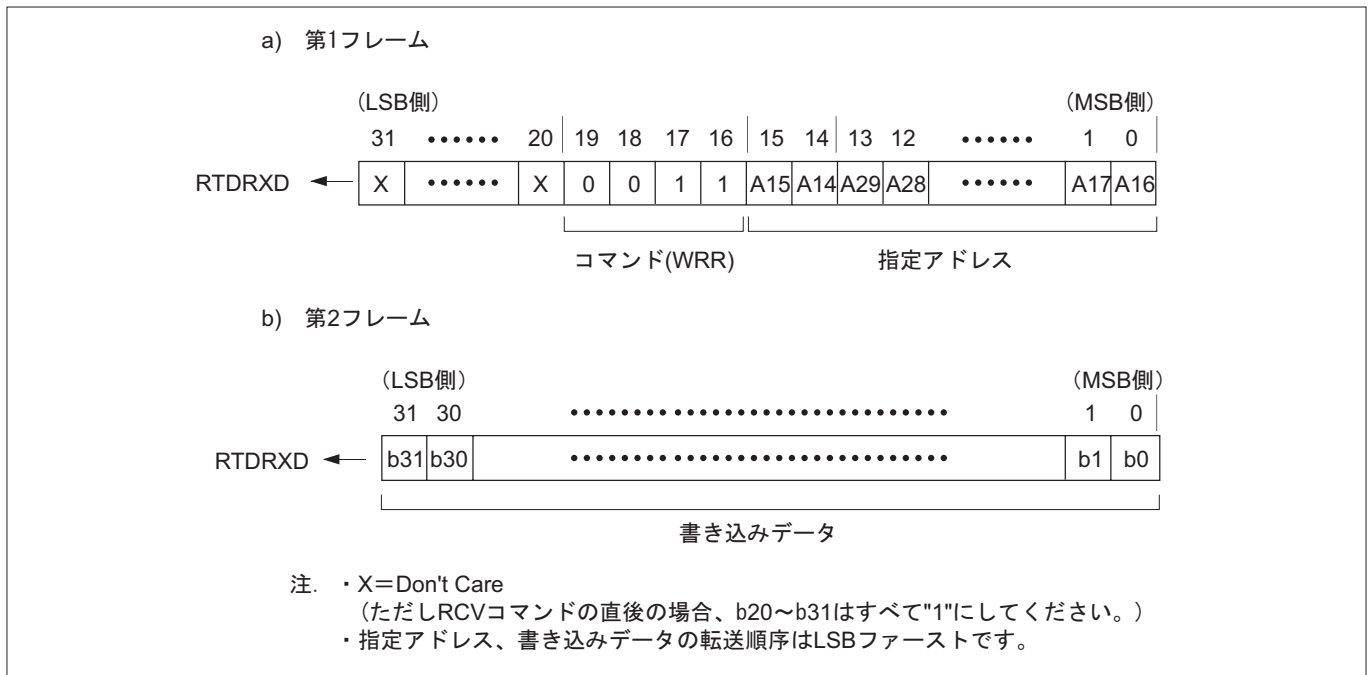 a) 第1フレーム
(LSB側) (MSB側)
31 •••••• 20 19 18 17 16 15 14 13 12 •••••• 1 0
RTDRXD X •••••• X 0 0 1 1 A15 A14 A29 A28 •••••• A17 A16
コマンド(WRR) 指定アドレス
b) 第2フレーム
(LSB側) (MSB側)
31 30 •••••••••••••••••••••••••••••• 1 0
RTDRXD b31 b30 •••••••••••••••••••••••••••••• b1 b0
書き込みデータ
注. ・X＝Don't Care
(ただしRCVコマンドの直後の場合、b20〜b31はすべて"1"にしてください。)
・指定アドレス、書き込みデータの転送順序はLSBファーストです。